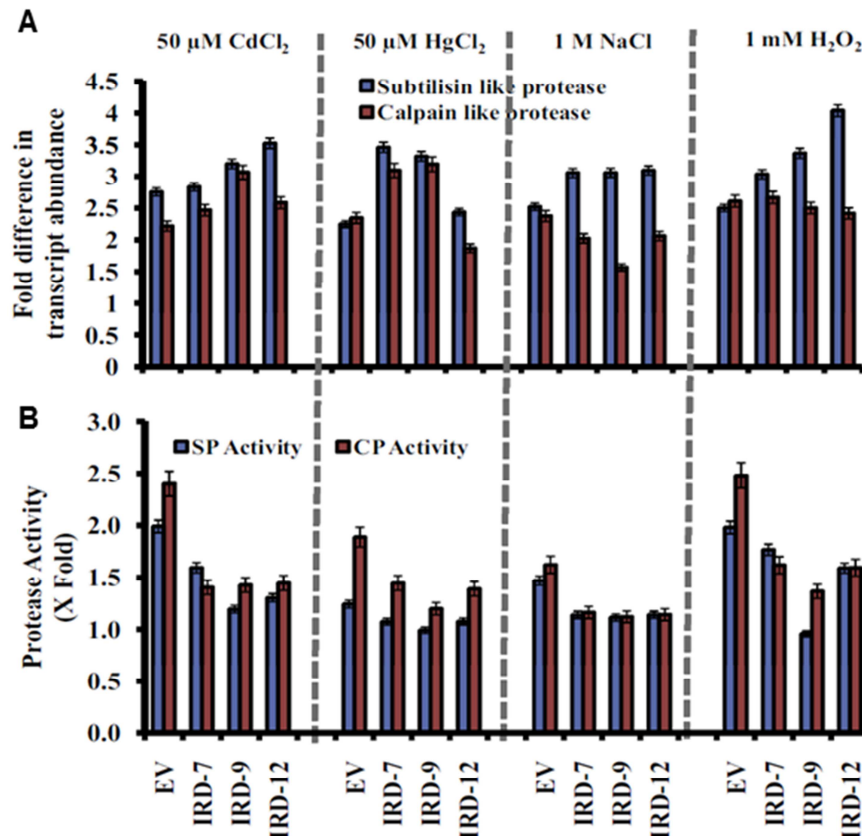 A
50 µM CdCl₂ 50 µM HgCl₂ 1 M NaCl 1 mM H₂O₂
Subtilisin like protease
Calpain like protease
Fold difference in
transcript abundance
4.5
4
3.5
3
2.5
2
1.5
1
0.5
0
B
SP Activity CP Activity
Protease Activity
(X Fold)
3.0
2.5
2.0
1.5
1.0
0.5
0.0
EV IRD-7 IRD-9 IRD-12 EV IRD-7 IRD-9 IRD-12 EV IRD-7 IRD-9 IRD-12 EV IRD-7 IRD-9 IRD-12